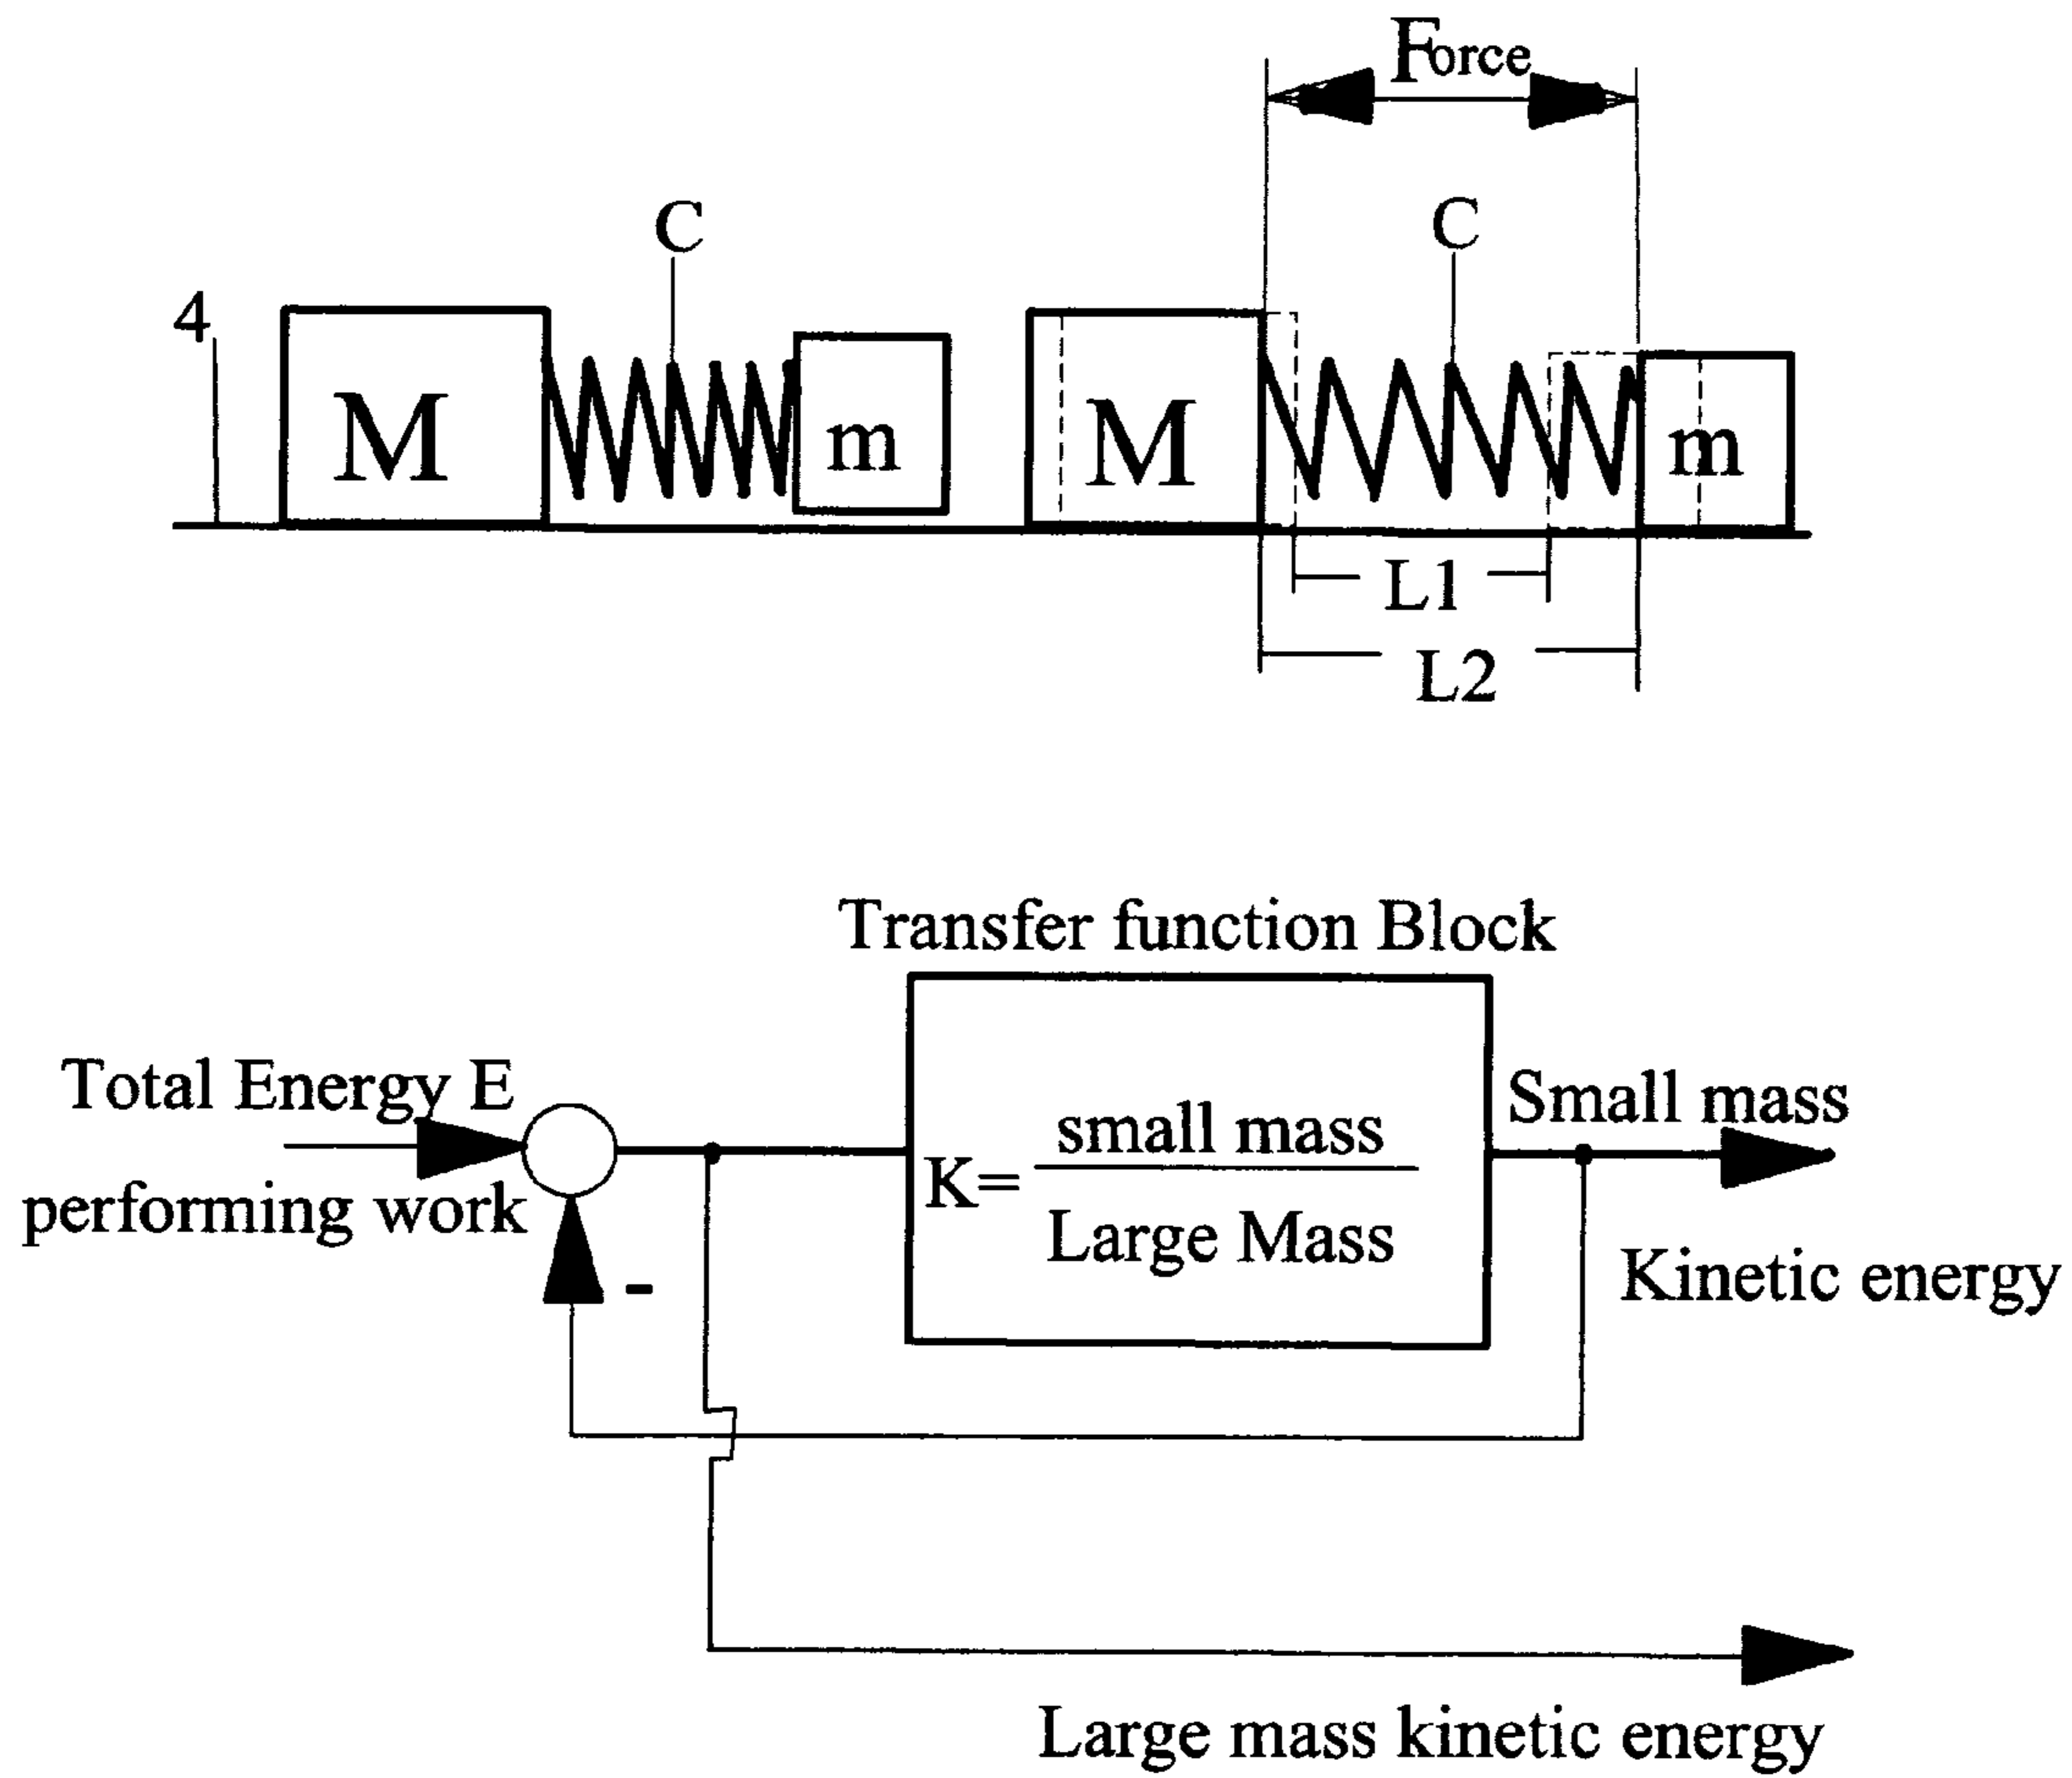 Force
C
C
4
M
m
M
m
L1
L2
Transfer function Block
Total Energy E
performing work
-
K=
small mass
Large Mass
Small mass
Kinetic energy
Large mass kinetic energy